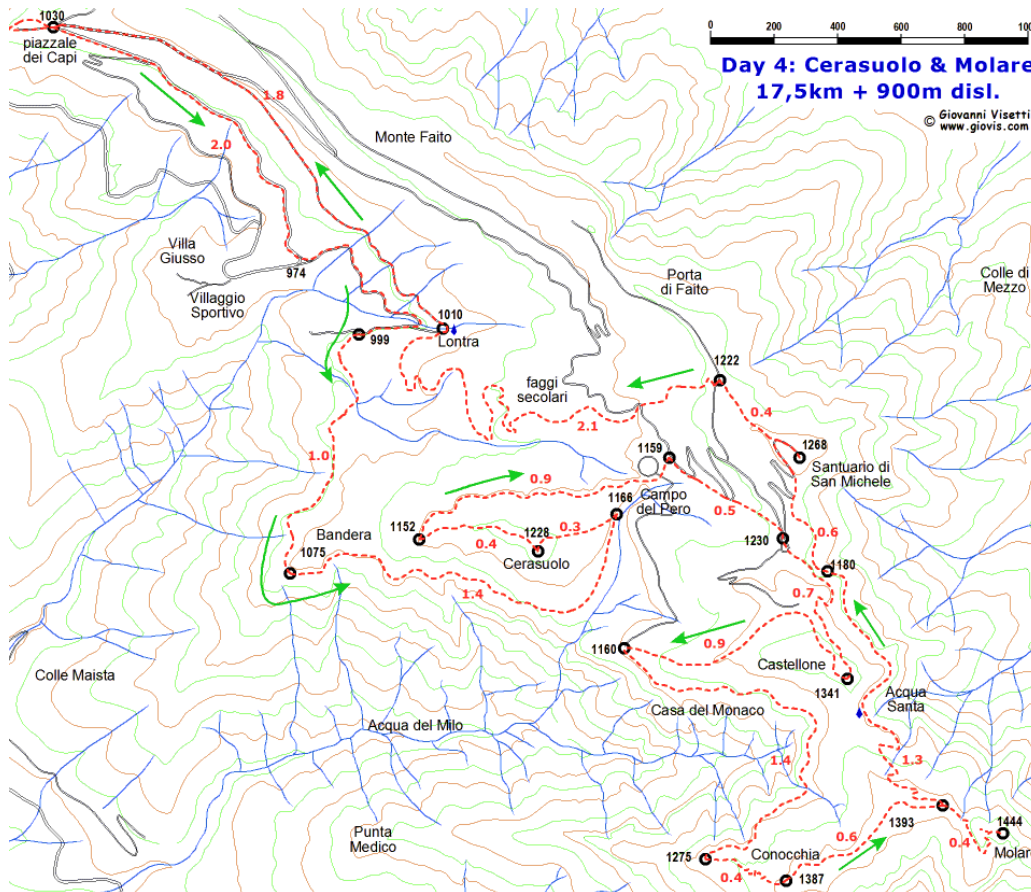 0 200 400 600 800 100
Day 4: Cerasuolo & Molare
17,5km + 900m disl.
© Giovanni Visetti
www.giovis.com
1030
piazzale
dei Capi
1.8
2.0
Monte Faito
Villa
Giusso
974
Villaggio
Sportivo
Porta
di Faito
Colle di
Mezzo
1010
Lontra
999
1222
faggi
secolari
0.4
2.1
1268
1159
Santuario di
San Michele
1.0
0.9
1166
Campo
del Pero
0.5
Bandera
1152
1228
0.3
0.4
Cerasuolo
1230
0.6
1180
1075
1.4
0.7
0.9
1160
Castellone
1341
Colle Maista
Acqua
Santa
Casa del Monaco
Acqua del Milo
1.4
1.3
Punta
Medico
1393
0.6
1444
0.4
Molar
1275
Conocchia
0.4
1387